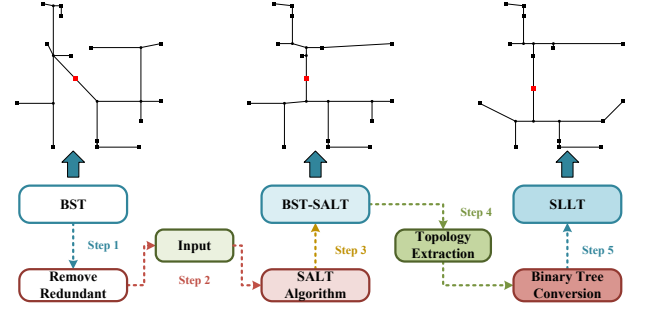 BST
BST-SALT
SLLT
Step 4
Step 1
Input
Step 3
Topology
Extraction
Step 5
Remove
Redundant
Step 2
SALT
Algorithm
Binary Tree
Conversion